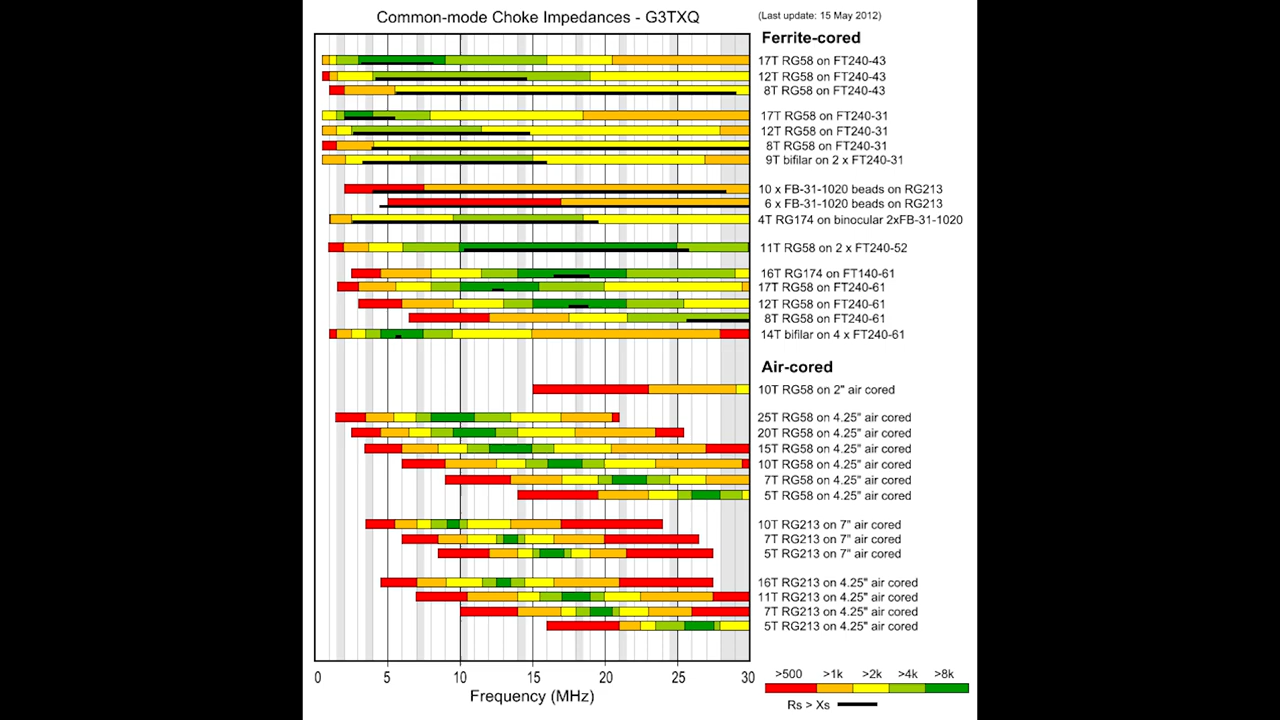 Common-mode Choke Impedances - G3TXQ
(Last update: 15 May 2012)
Ferrite-cored
17T RG58 on FT240-43
12T RG58 on FT240-43
8T RG58 on FT240-43
17T RG58 on FT240-31
12T RG58 on FT240-31
8T RG58 on FT240-31
9T bifilar on 2 x FT240-31
10 x FB-31-1020 beads on RG213
6 x FB-31-1020 beads on RG213
4T RG174 on binocular 2xFB-31-1020
11T RG58 on 2 x FT240-52
16T RG174 on FT140-61
17T RG58 on FT240-61
12T RG58 on FT240-61
8T RG58 on FT240-61
14T bifilar on 4 x FT240-61
Air-cored
10T RG58 on 2" air cored
25T RG58 on 4.25" air cored
20T RG58 on 4.25" air cored
15T RG58 on 4.25" air cored
10T RG58 on 4.25" air cored
7T RG58 on 4.25" air cored
5T RG58 on 4.25" air cored
10T RG213 on 7" air cored
7T RG213 on 7" air cored
5T RG213 on 7" air cored
16T RG213 on 4.25" air cored
11T RG213 on 4.25" air cored
7T RG213 on 4.25" air cored
5T RG213 on 4.25" air cored
0 5 10 15 20 25 30
Frequency (MHz)
>500 >1k >2k >4k >8k
Rs > Xs